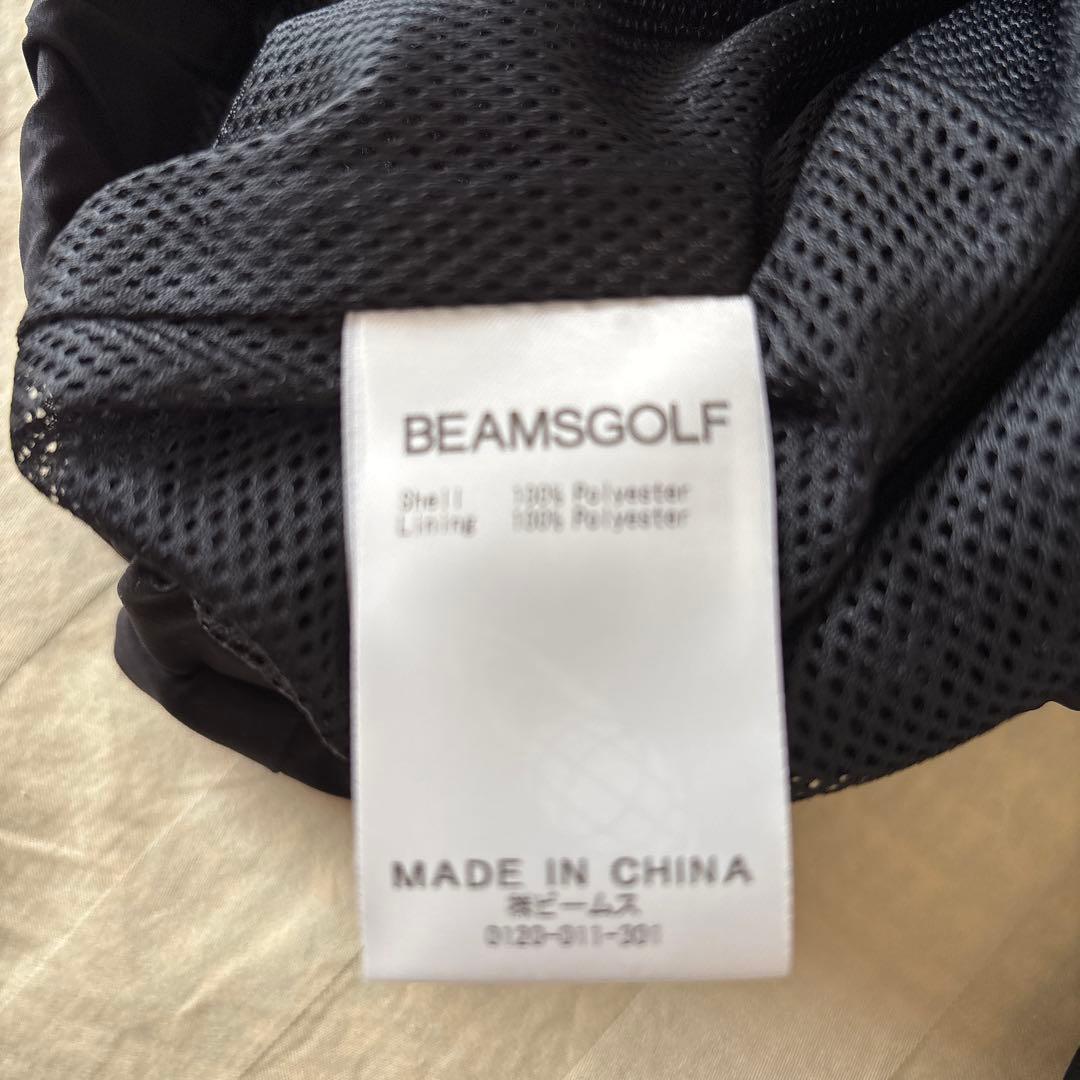 BEAMSGOLF
Shell 100% Polyester
Lining 100% Polyester
MADE IN CHINA
㈱ビームス
0120-011-301